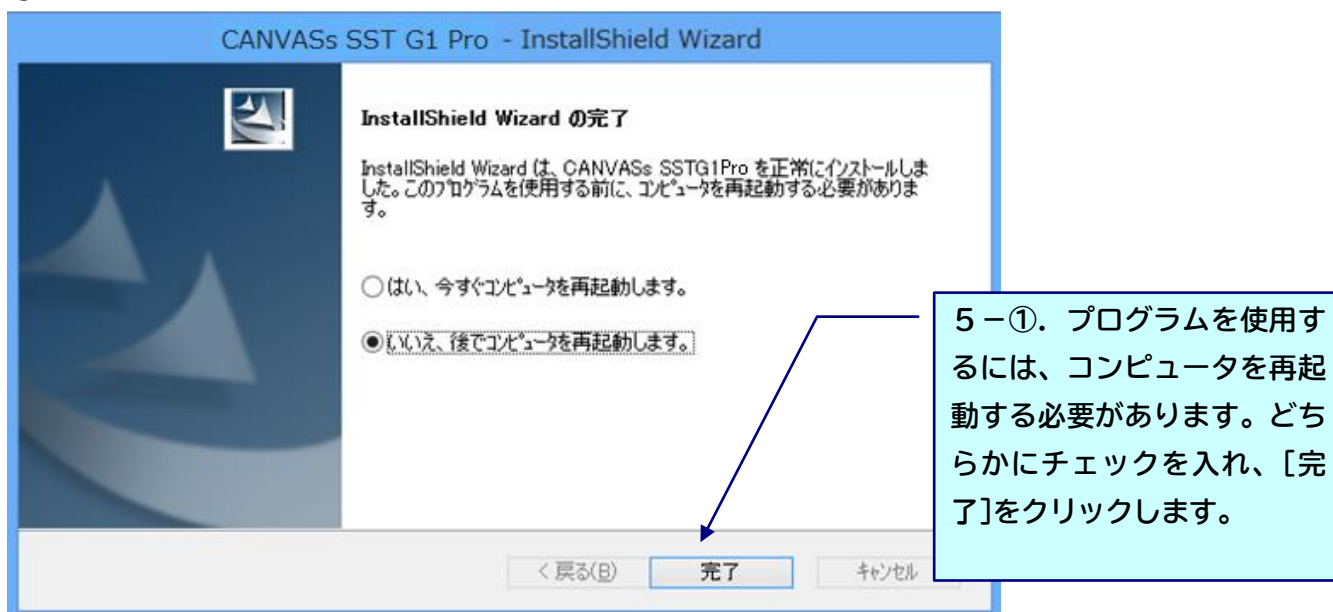 CANVASs SST G1 Pro - InstallShield Wizard
InstallShield Wizard の完了
InstallShield Wizard は、CANVASs SSTG1Pro を正常にインストールしま
した。このプログラムを使用する前に、コンピュータを再起動する必要がありま
す。
はい、今すぐコンピュータを再起動します。
いいえ、後でコンピュータを再起動します。
5-①．プログラムを使用す
るには、コンピュータを再起
動する必要があります。どち
らかにチェックを入れ、[完
了]をクリックします。
< 戻る(B)
完了
キャンセル